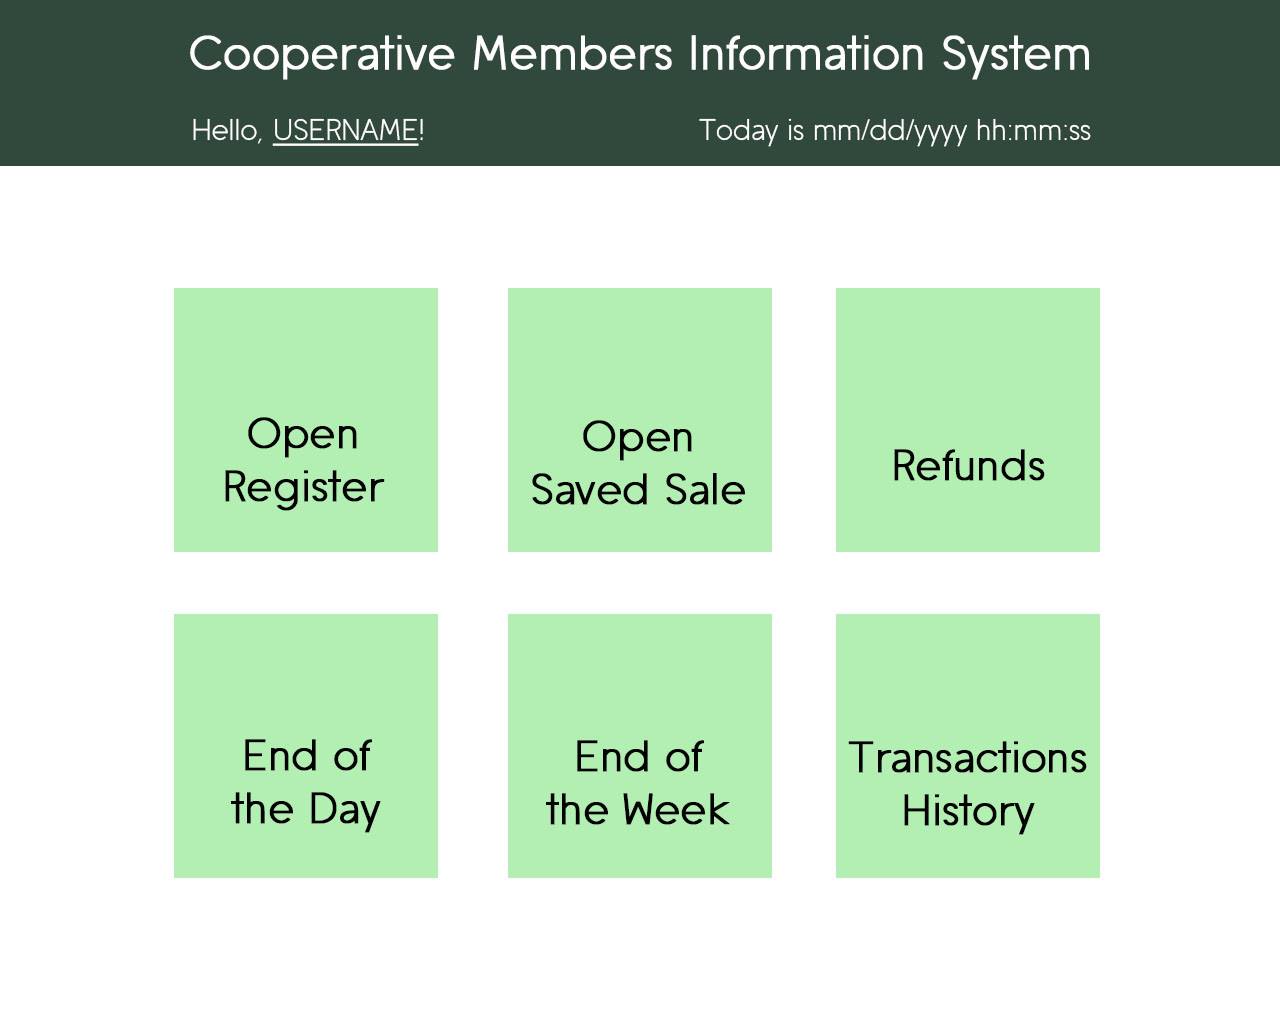 Cooperative Members Information System
Hello, USERNAME!
Today is mm/dd/yyyy hh:mm:ss
Open
Register
Open
Saved Sale
Refunds
End of
the Day
End of
the Week
Transactions
History